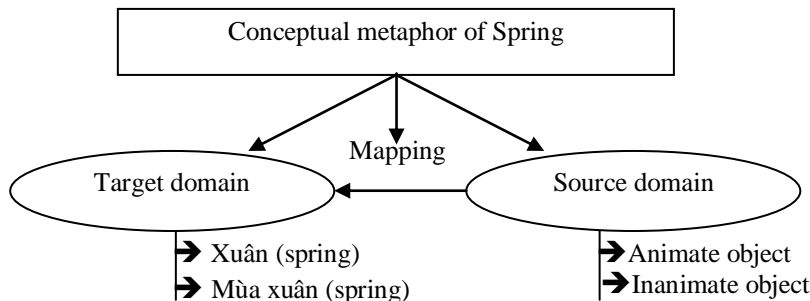 Conceptual metaphor of Spring
Mapping
Target domain
Source domain
Xuân (spring)
Mùa xuân (spring)
Animate object
Inanimate object